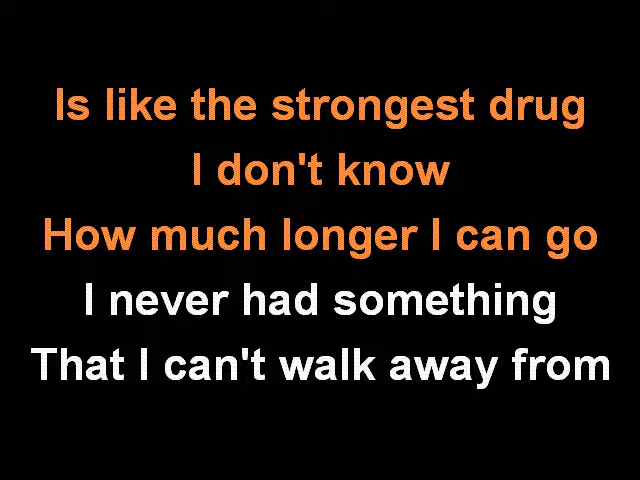 Is like the strongest drug
I don't know
How much longer I can go
I never had something
That I can't walk away from